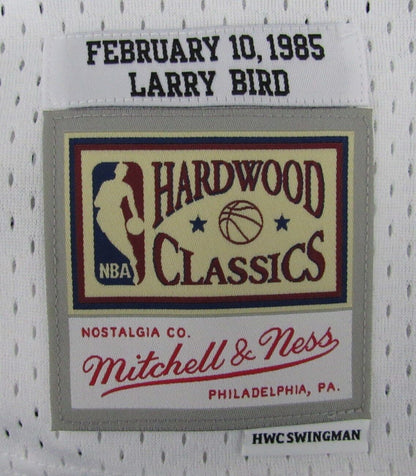 FEBRUARY 10, 1985
LARRY BIRD
HARDWOOD
NBA
CLASSICS
NOSTALGIA CO.
Mitchell & Ness
PHILADELPHIA, PA.
HWC SWINGMAN